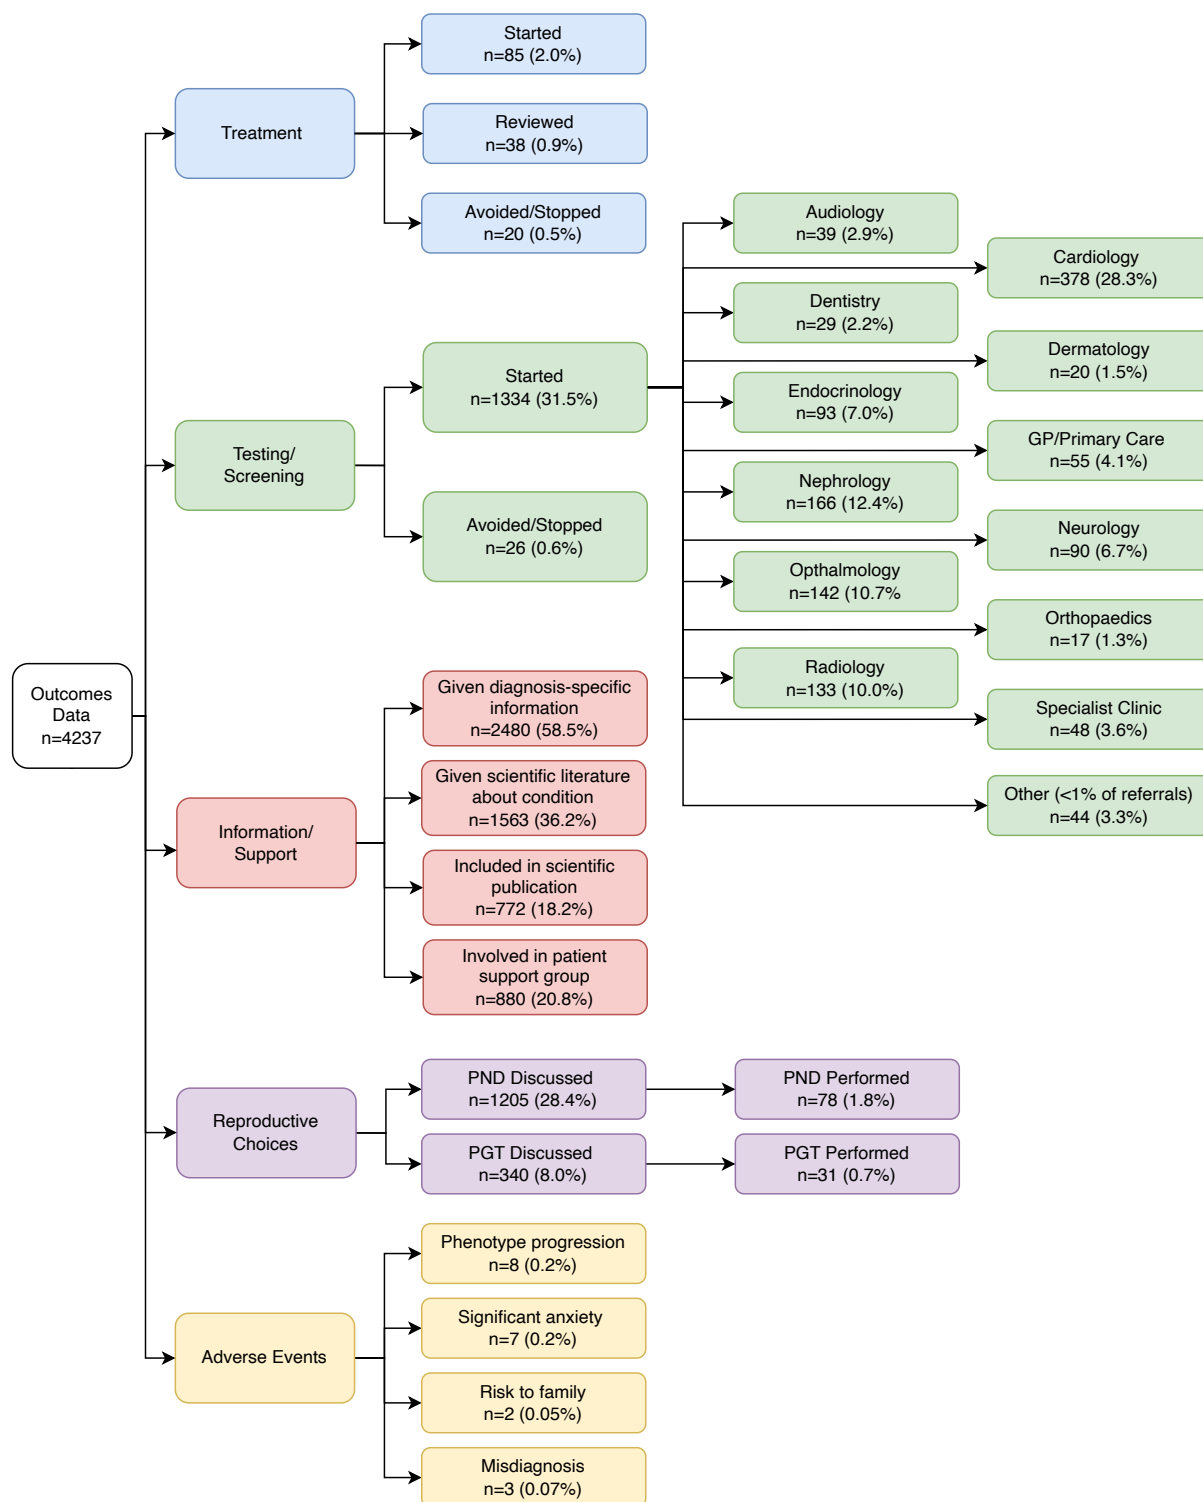 Outcomes
Data
n=4237
Treatment
Started
n=85 (2.0%)
Reviewed
n=38 (0.9%)
Avoided/Stopped
n=20 (0.5%)
Testing/
Screening
Started
n=1334 (31.5%)
Avoided/Stopped
n=26 (0.6%)
Audiology
n=39 (2.9%)
Cardiology
n=378 (28.3%)
Dentistry
n=29 (2.2%)
Dermatology
n=20 (1.5%)
Endocrinology
n=93 (7.0%)
GP/Primary Care
n=55 (4.1%)
Nephrology
n=166 (12.4%)
Neurology
n=90 (6.7%)
Opthalmology
n=142 (10.7%
Orthopaedics
n=17 (1.3%)
Radiology
n=133 (10.0%)
Specialist Clinic
n=48 (3.6%)
Other (<1% of referrals)
n=44 (3.3%)
Information/
Support
Given diagnosis-specific
information
n=2480 (58.5%)
Given scientific literature
about condition
n=1563 (36.2%)
Included in scientific
publication
n=772 (18.2%)
Involved in patient
support group
n=880 (20.8%)
Reproductive
Choices
PND Discussed
n=1205 (28.4%)
PND Performed
n=78 (1.8%)
PGT Discussed
n=340 (8.0%)
PGT Performed
n=31 (0.7%)
Adverse Events
Phenotype progression
n=8 (0.2%)
Significant anxiety
n=7 (0.2%)
Risk to family
n=2 (0.05%)
Misdiagnosis
n=3 (0.07%)